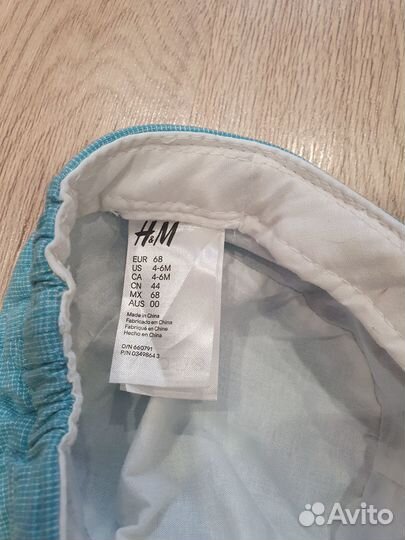 H&M
EUR 68
US 4-6M
CA 4-6M
CN 44
MX 68
AUS 00
Made in China
Fabricado en China
Fabriqué en Chine
Hecho en China
O/N 660791
P/N 0349864 3
Avito